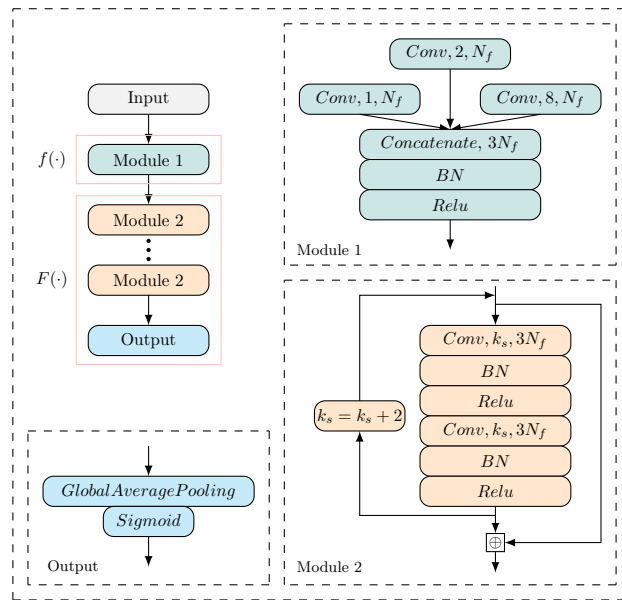 Input
f(·)
Module 1
Module 2
F(·)
Module 2
Output
GlobalAveragePooling
Sigmoid
Output
Conv, 2, N_f
Conv, 1, N_f
Conv, 8, N_f
Concatenate, 3N_f
BN
Relu
Module 1
Conv, k_s, 3N_f
BN
Relu
k_s = k_s + 2
Conv, k_s, 3N_f
BN
Relu
⊕
Module 2